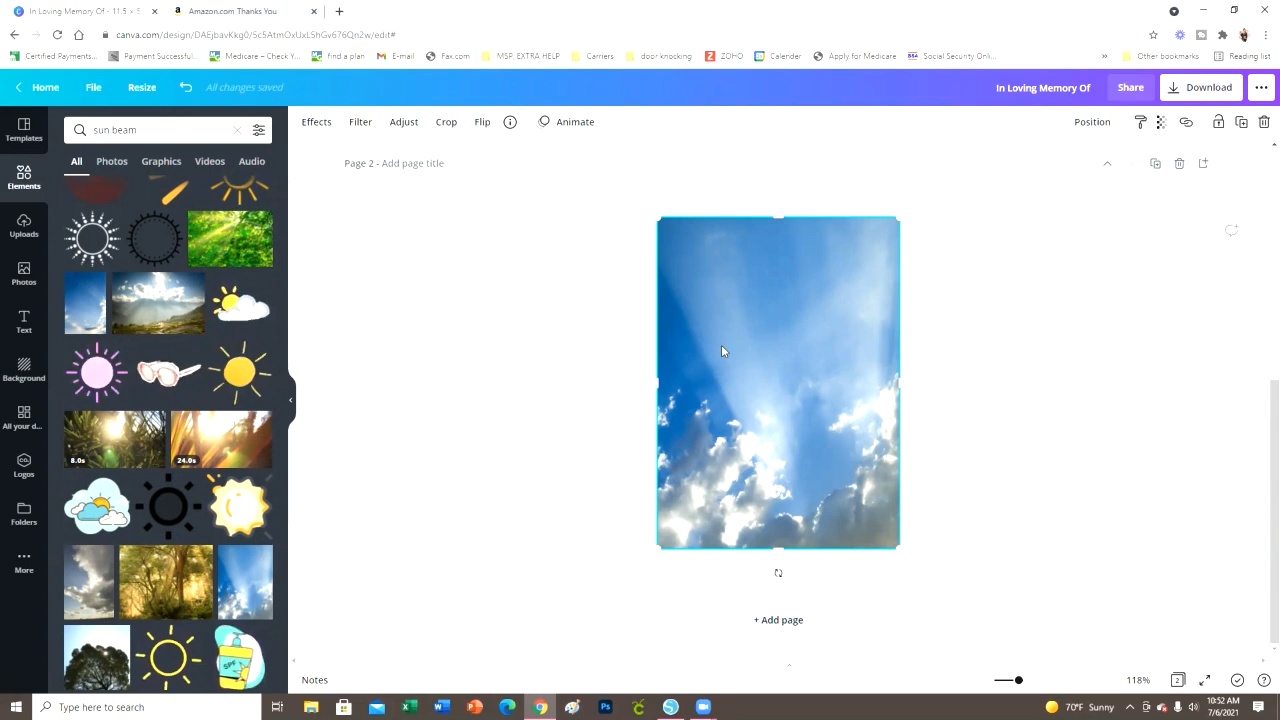 In Loving Memory Of - 11.5 × 5
Amazon.com Thank You
canva.com/design/DAEjbavKkg0/5c5AtmOxUxL5hGv676Qn2w/edit#
Certified Payments...
Payment Successful...
Medicare – Check Y...
find a plan
E-mail
Fax.com
MSP, EXTRA HELP
Carriers
door knocking
ZOHO
Calender
Apply for Medicare
Social Security Onli...
Other bookmarks
Reading list
Home
File
Resize
All changes saved
In Loving Memory Of
Share
Download
Templates
sun beam
Effects
Filter
Adjust
Crop
Flip
Animate
Position
All
Photos
Graphics
Videos
Audio
Page 2 - Add page title
Elements
Uploads
Photos
Text
Background
All your d...
8.0s
24.0s
Logos
Folders
More
SPF
+ Add page
Notes
118%
2
Type here to search
70°F Sunny
10:52 AM
7/6/2021